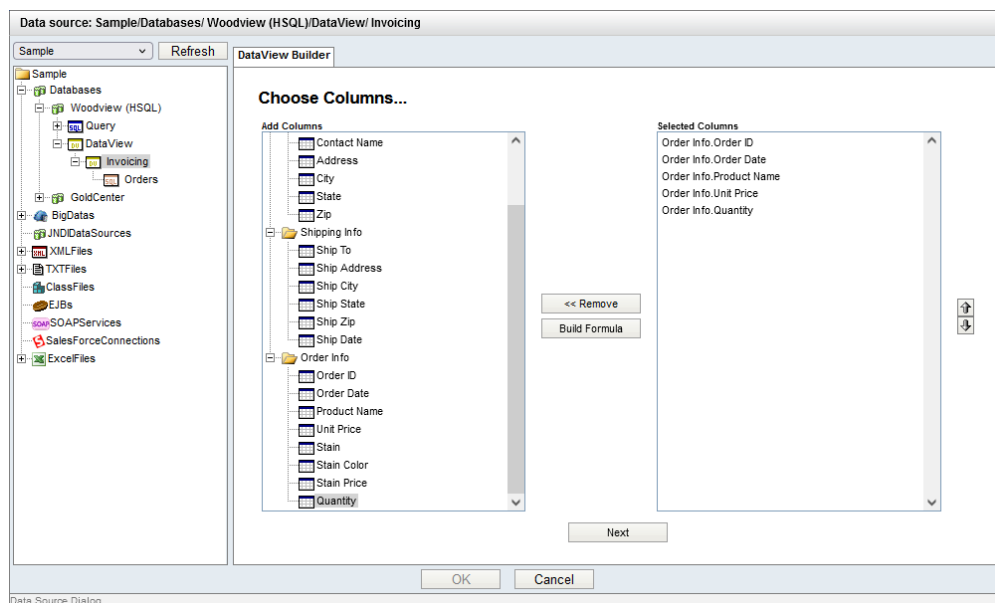 Data source: Sample/Databases/ Woodview (HSQL)/DataView/ Invoicing
Sample
Refresh
DataView Builder
Sample
Databases
Woodview (HSQL)
SQL Query
DataView
Invoicing
Orders
GoldCenter
BigDatas
JNDIDataSources
XML XMLFiles
TXTFiles
ClassFiles
EJBs
SOAP SOAPServices
SalesForceConnections
ExcelFiles
Choose Columns...
Add Columns
Contact Name
Address
City
State
Zip
Shipping Info
Ship To
Ship Address
Ship City
Ship State
Ship Zip
Ship Date
Order Info
Order ID
Order Date
Product Name
Unit Price
Stain
Stain Color
Stain Price
Quantity
<< Remove
Build Formula
Selected Columns
Order Info.Order ID
Order Info.Order Date
Order Info.Product Name
Order Info.Unit Price
Order Info.Quantity
Next
OK
Cancel
Data Source Dialog